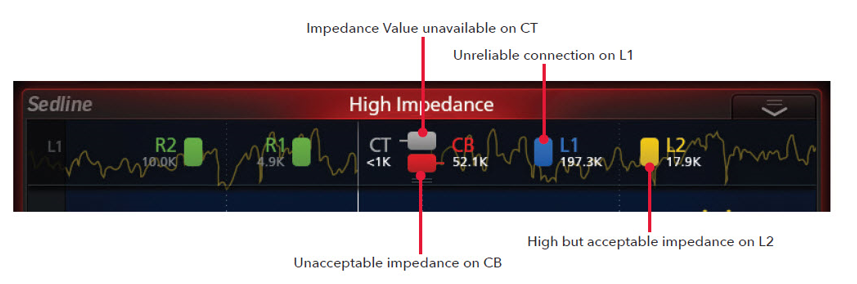 Impedance Value unavailable on CT
Unreliable connection on L1
Sedline
High Impedance
L1
R2
10.0K
R1
4.9K
CT
<1K
CB
52.1K
L1
197.3K
L2
17.9K
High but acceptable impedance on L2
Unacceptable impedance on CB